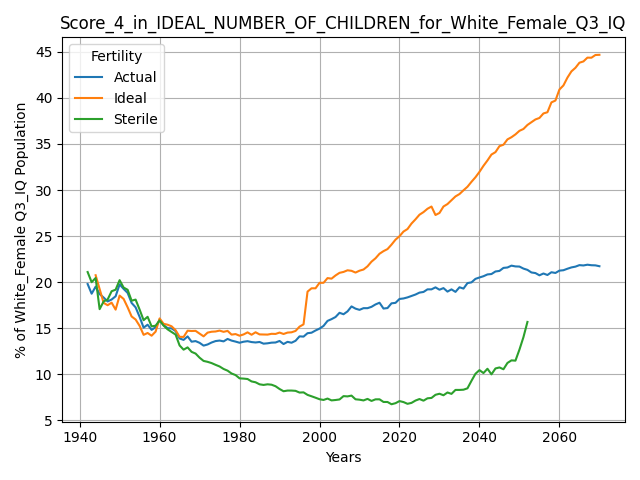 Score_4_in_IDEAL_NUMBER_OF_CHILDREN_for_White_Female_Q3_IQ
Fertility
Actual
Ideal
Sterile
% of White_Female Q3_IQ Population
45
40
35
30
25
20
15
10
5
1940
1960
1980
2000
2020
2040
2060
Years